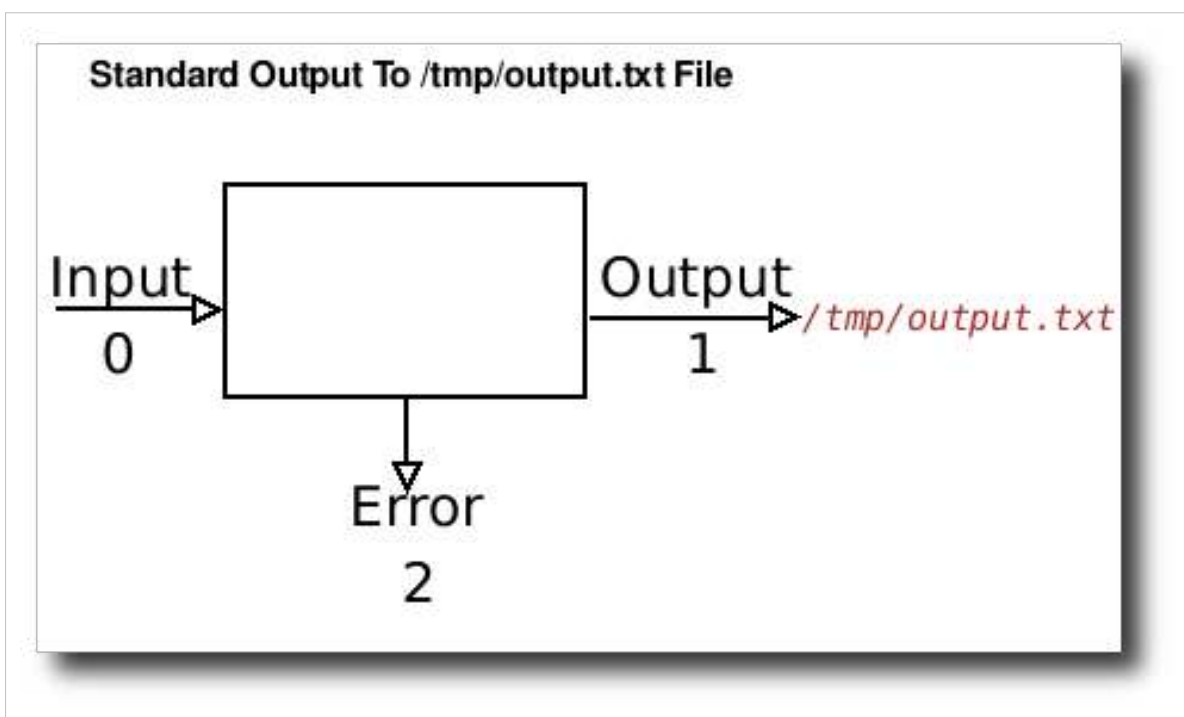 Standard Output To /tmp/output.txt File
Input
0
Output
1
/tmp/output.txt
Error
2